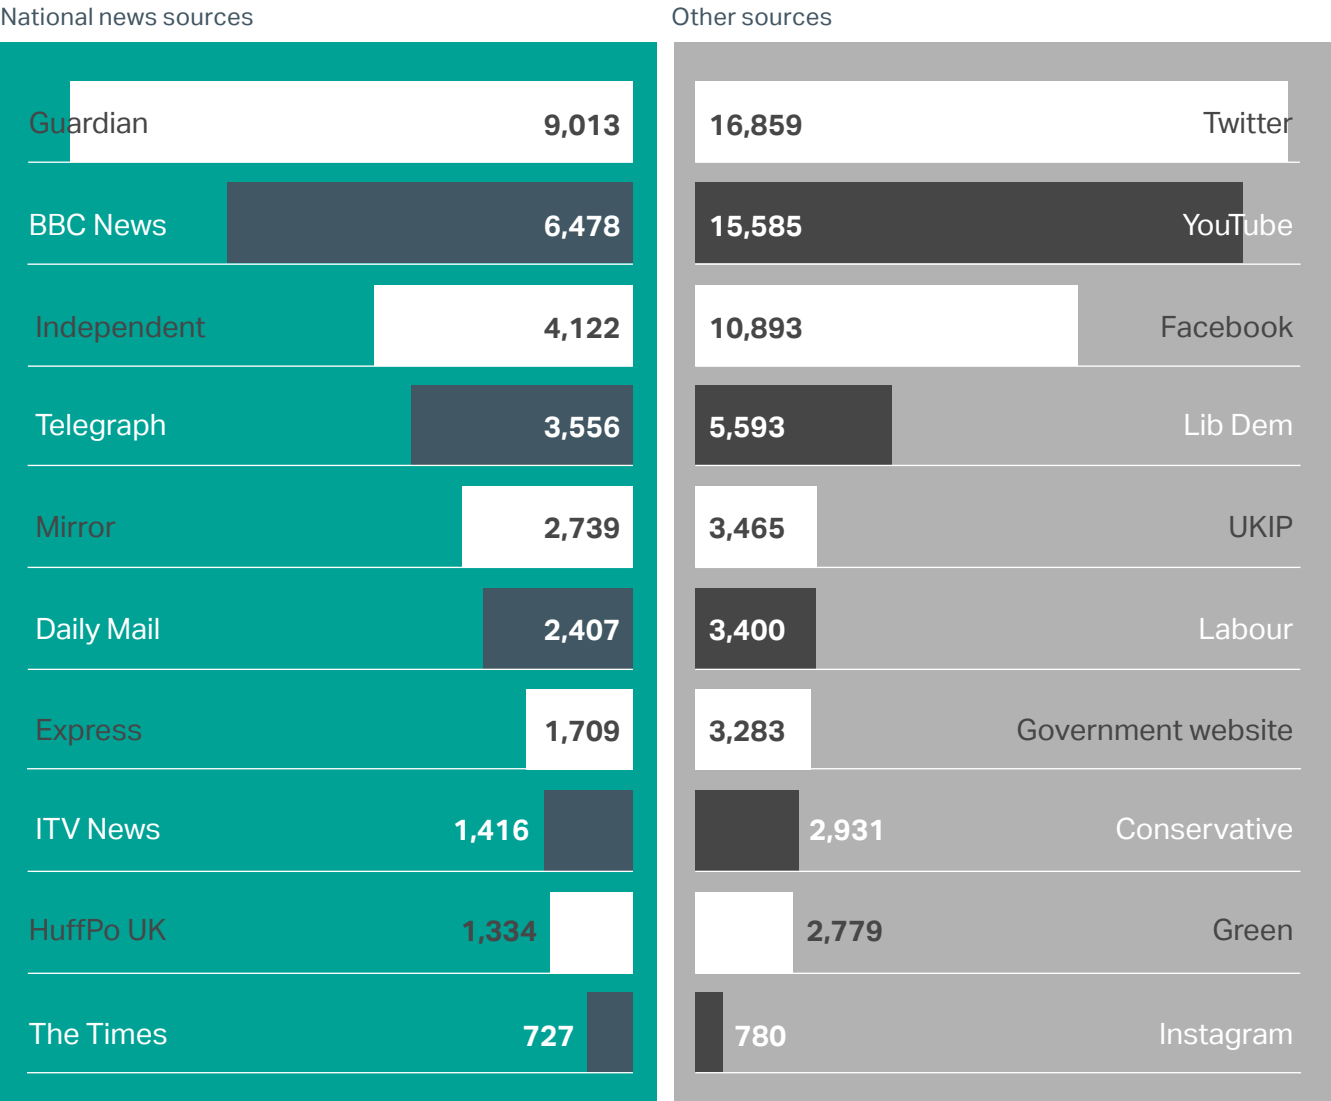 National news sources
Guardian 9,013
BBC News 6,478
Independent 4,122
Telegraph 3,556
Mirror 2,739
Daily Mail 2,407
Express 1,709
ITV News 1,416
HuffPo UK 1,334
The Times 727
Other sources
16,859 Twitter
15,585 YouTube
10,893 Facebook
5,593 Lib Dem
3,465 UKIP
3,400 Labour
3,283 Government website
2,931 Conservative
2,779 Green
780 Instagram